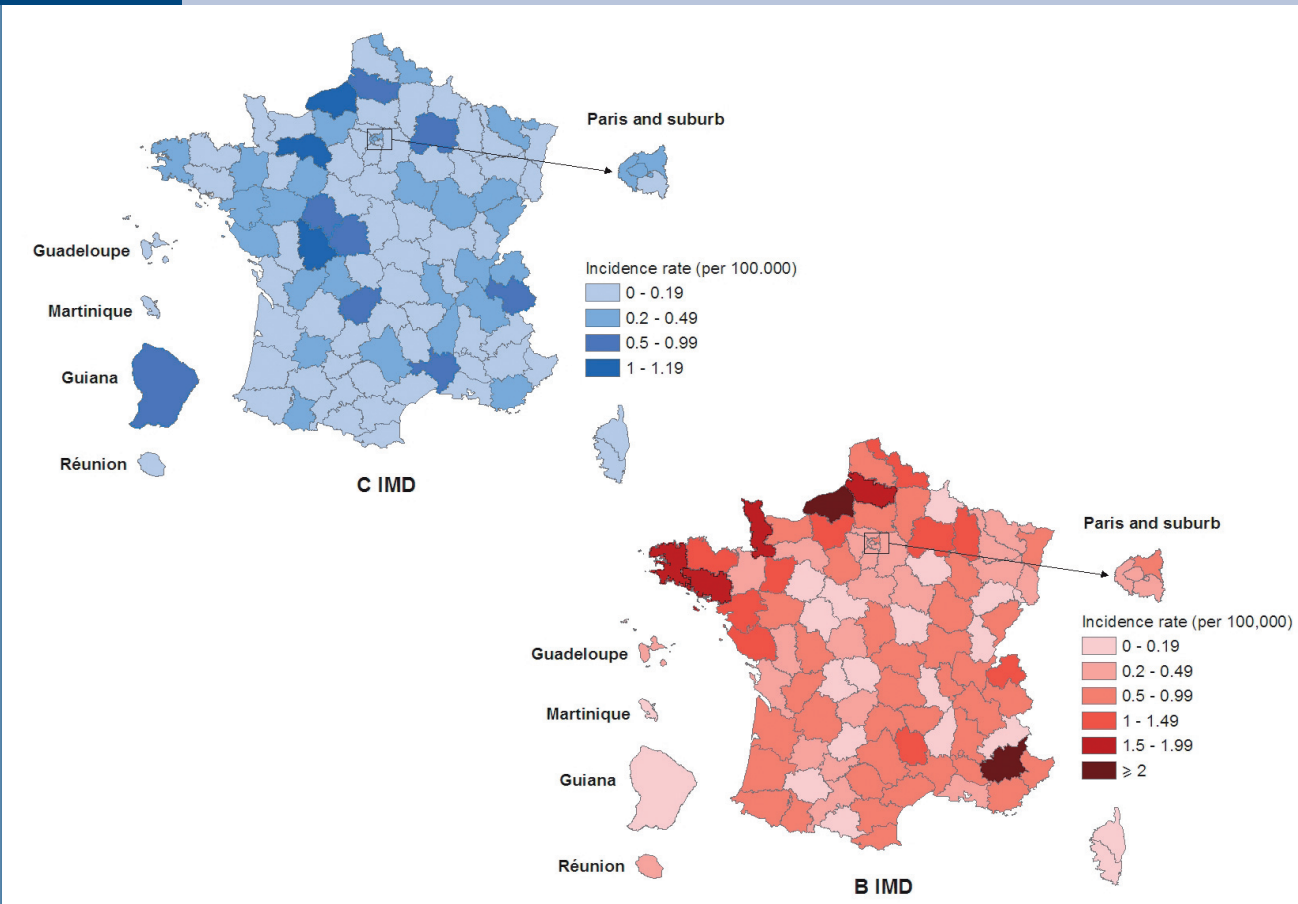 Paris and suburb
Guadeloupe
Martinique
Guiana
Réunion
Incidence rate (per 100.000)
0 - 0.19
0.2 - 0.49
0.5 - 0.99
1 - 1.19
C IMD
Paris and suburb
Guadeloupe
Martinique
Guiana
Réunion
Incidence rate (per 100,000)
0 - 0.19
0.2 - 0.49
0.5 - 0.99
1 - 1.49
1.5 - 1.99
⩾ 2
B IMD